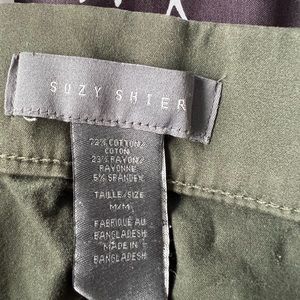 SUZY SHIER
72% COTTON/
COTON
23% RAYON/
RAYONNE
5% SPANDEX
TAILLE/SIZE
M/M
FABRIQUÉ AU
BANGLADESH
MADE IN
BANGLADESH